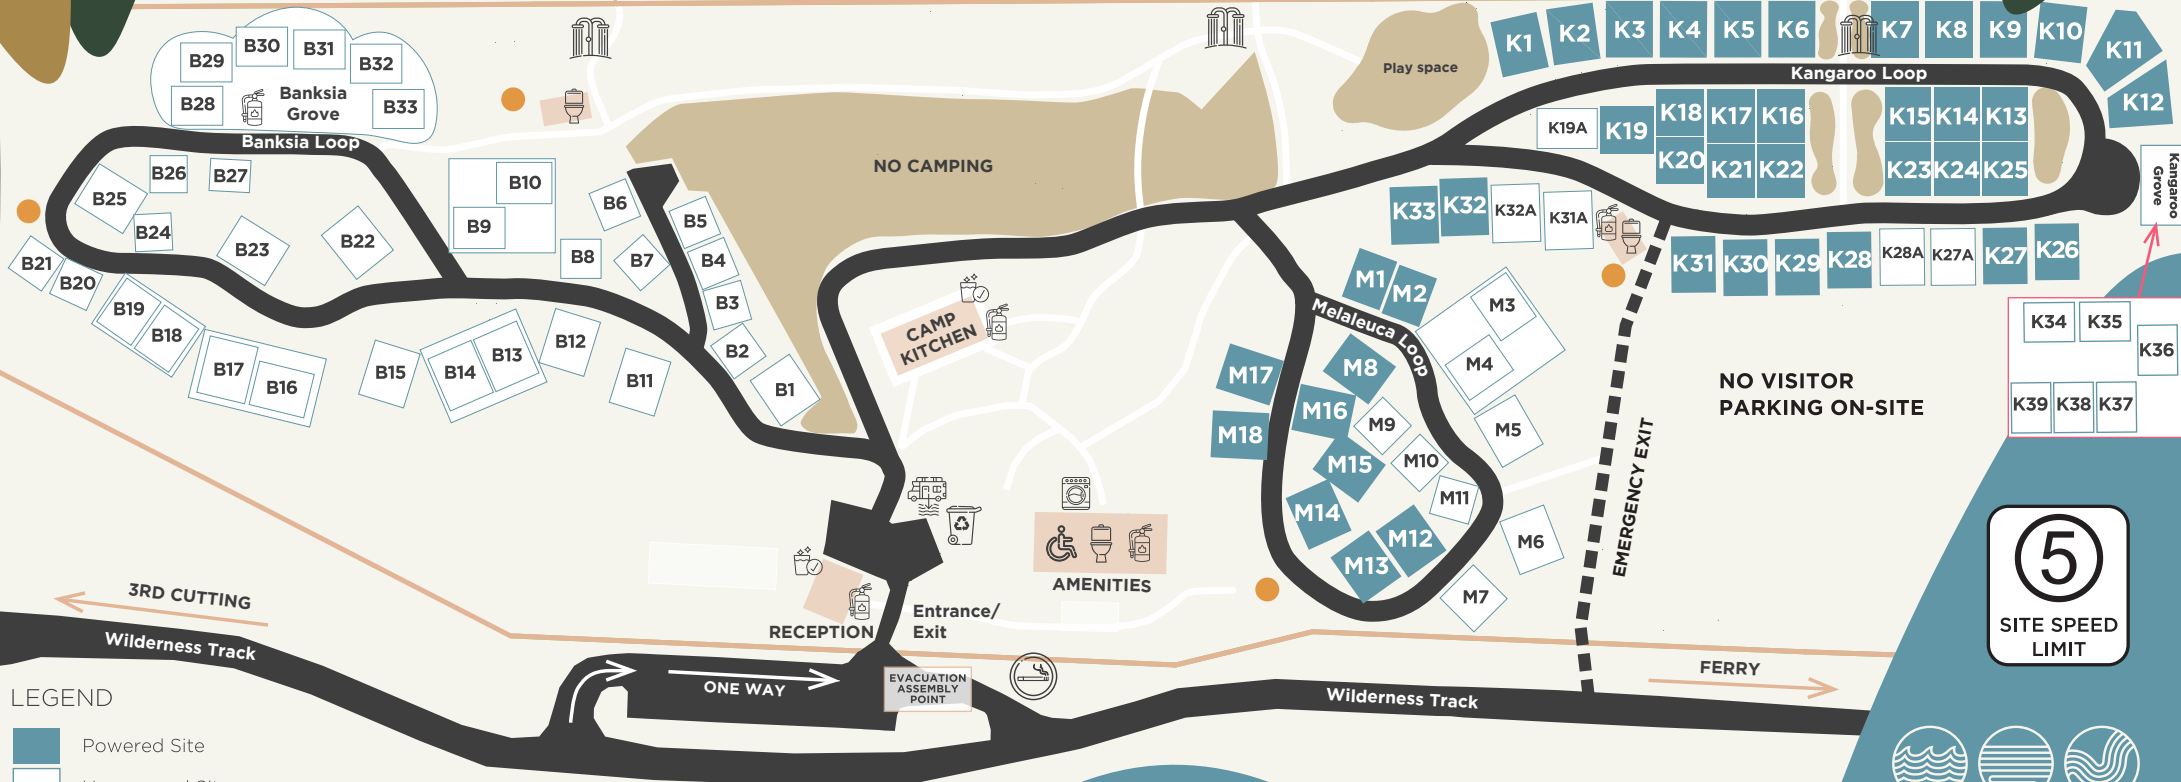 B29
B30
B31
B32
B28
Banksia
Grove
B33
Banksia Loop
B25
B26
B27
B24
B23
B22
B10
B9
B21
B20
B19
B18
B17
B16
B15
B14
B13
B12
B11
B8
B6
B7
B5
B4
B3
B2
B1
NO CAMPING
Play space
CAMP
KITCHEN
K1
K2
K3
K4
K5
K6
K7
K8
K9
K10
K11
K12
Kangaroo Loop
K19A
K19
K18
K17
K16
K15
K14
K13
K20
K21
K22
K23
K24
K25
Kangaroo
Grove
K33
K32
K32A
K31A
K31
K30
K29
K28
K28A
K27A
K27
K26
K34
K35
K36
K39
K38
K37
M1
M2
Melaleuca Loop
M3
M4
M5
M6
M7
M8
M9
M10
M11
M12
M13
M14
M15
M16
M17
M18
NO VISITOR
PARKING ON-SITE
EMERGENCY EXIT
5
SITE SPEED
LIMIT
AMENITIES
RECEPTION
Entrance/
Exit
3RD CUTTING
Wilderness Track
ONE WAY
EVACUATION
ASSEMBLY
POINT
Wilderness Track
FERRY
LEGEND
Powered Site